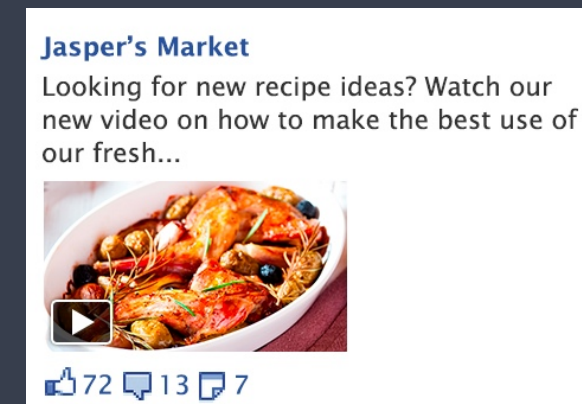 Jasper’s Market
Looking for new recipe ideas? Watch our
new video on how to make the best use of
our fresh...
72 13 7